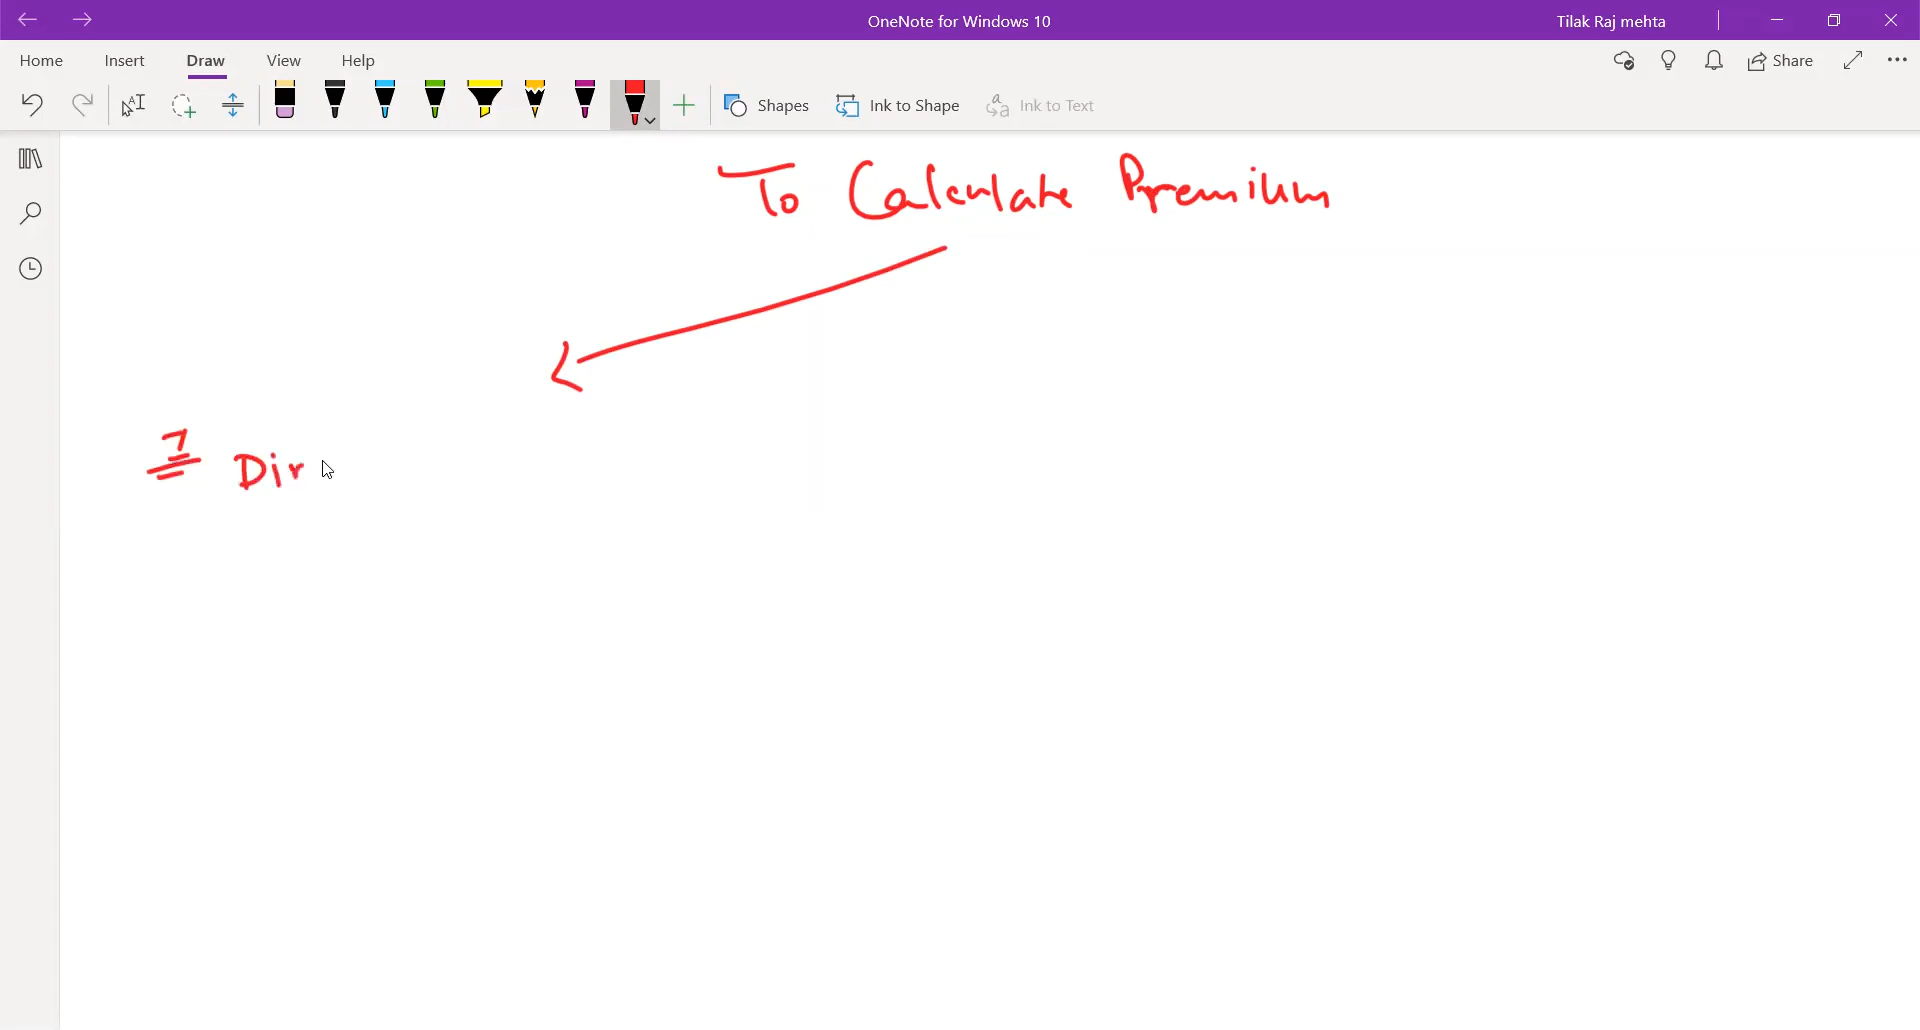 OneNote for Windows 10
Tilak Raj mehta
Home Insert Draw View Help
Share
Shapes Ink to Shape Ink to Text
To Calculate Premium
Dir